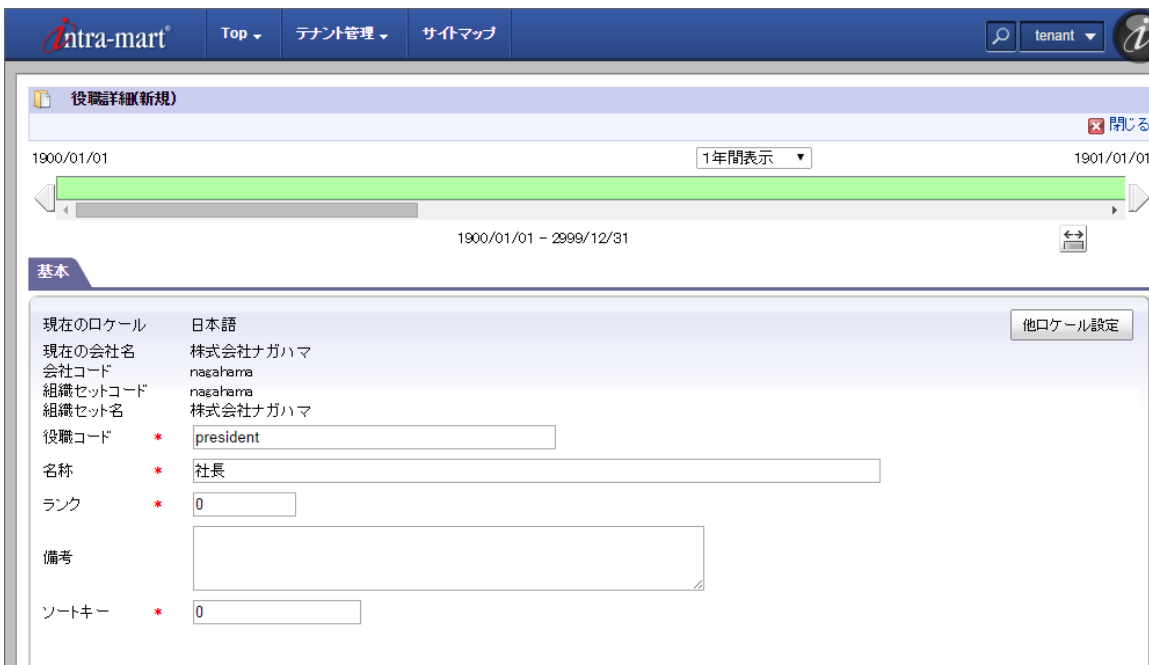 intra-mart® Top テナント管理 サイトマップ tenant
役職詳細(新規)
閉じる
1900/01/01 1年間表示 1901/01/01
1900/01/01 - 2999/12/31
基本
現在のロケール 日本語 他ロケール設定
現在の会社名 株式会社ナガハマ
会社コード nagahama
組織セットコード nagahama
組織セット名 株式会社ナガハマ
役職コード * president
名称 * 社長
ランク * 0
備考
ソートキー * 0